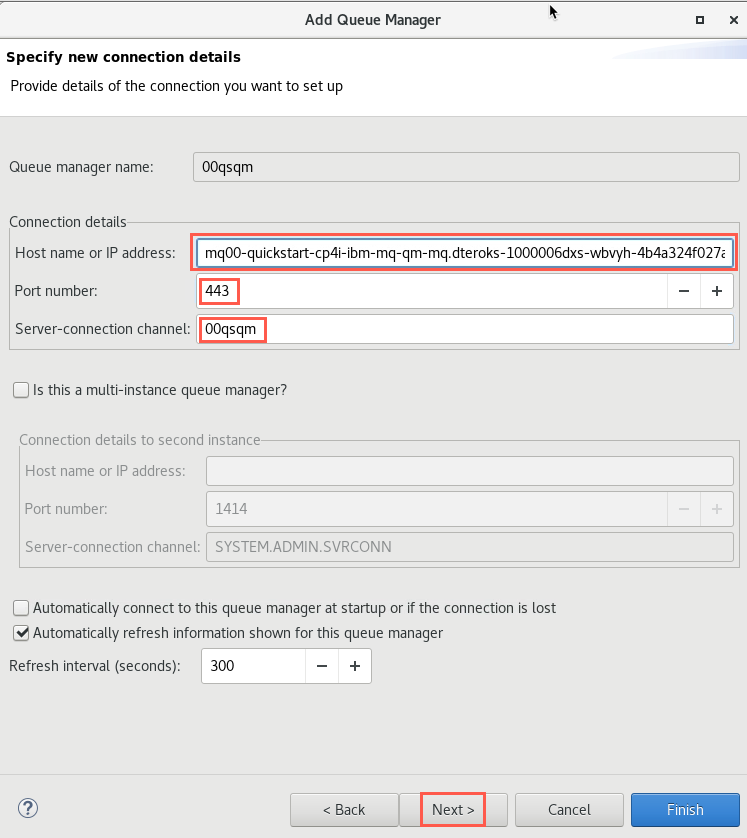 Add Queue Manager
Specify new connection details
Provide details of the connection you want to set up
Queue manager name: 00qsqm
Connection details
Host name or IP address: mq00-quickstart-cp4i-ibm-mq-qm-mq.dteroks-1000006dxs-wbvyh-4b4a324f027a
Port number: 443
Server-connection channel: 00qsqm
Is this a multi-instance queue manager?
Connection details to second instance
Host name or IP address:
Port number: 1414
Server-connection channel: SYSTEM.ADMIN.SVRCONN
Automatically connect to this queue manager at startup or if the connection is lost
Automatically refresh information shown for this queue manager
Refresh interval (seconds): 300
? < Back Next > Cancel Finish